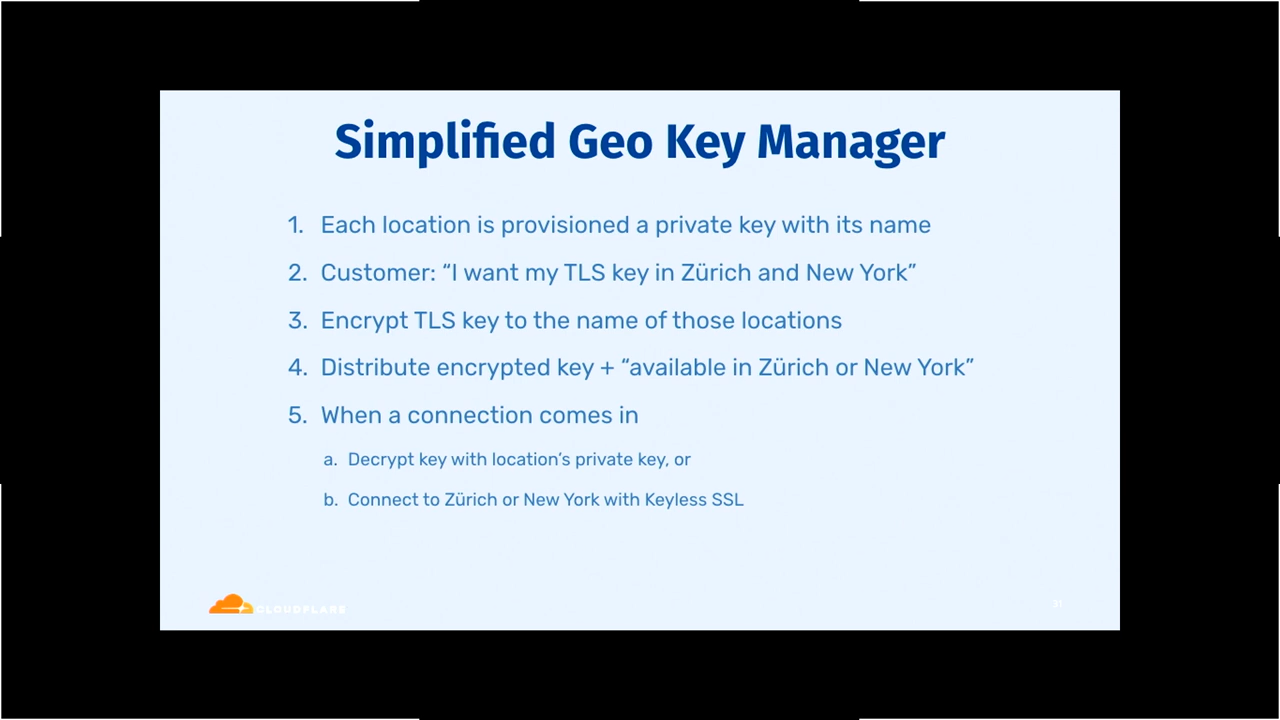 Simplified Geo Key Manager
1. Each location is provisioned a private key with its name
2. Customer: “I want my TLS key in Zürich and New York”
3. Encrypt TLS key to the name of those locations
4. Distribute encrypted key + “available in Zürich or New York”
5. When a connection comes in
a. Decrypt key with location’s private key, or
b. Connect to Zürich or New York with Keyless SSL
CLOUDFLARE
31